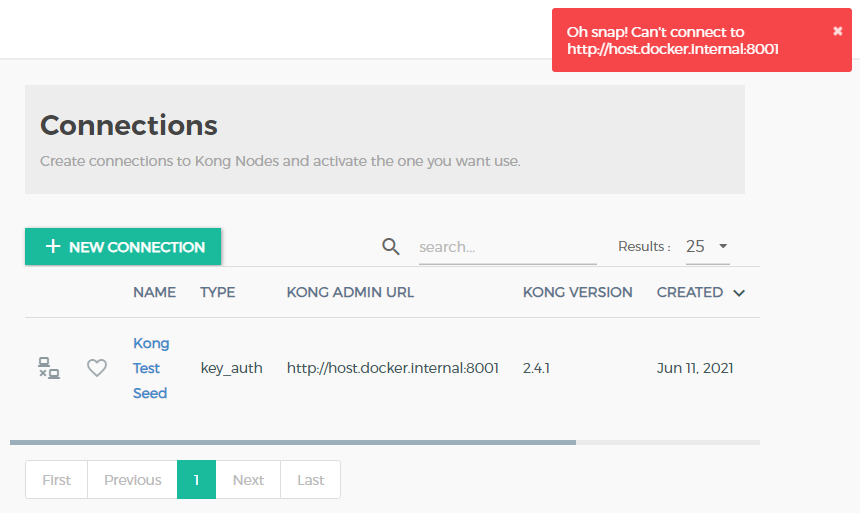 Oh snap! Can't connect to
http://host.docker.internal:8001
Connections
Create connections to Kong Nodes and activate the one you want use.
NEW CONNECTION
search...
Results :
25
NAME TYPE KONG ADMIN URL KONG VERSION CREATED
Kong
Test
Seed
key_auth
http://host.docker.internal:8001
2.4.1
Jun 11, 2021
First Previous 1 Next Last